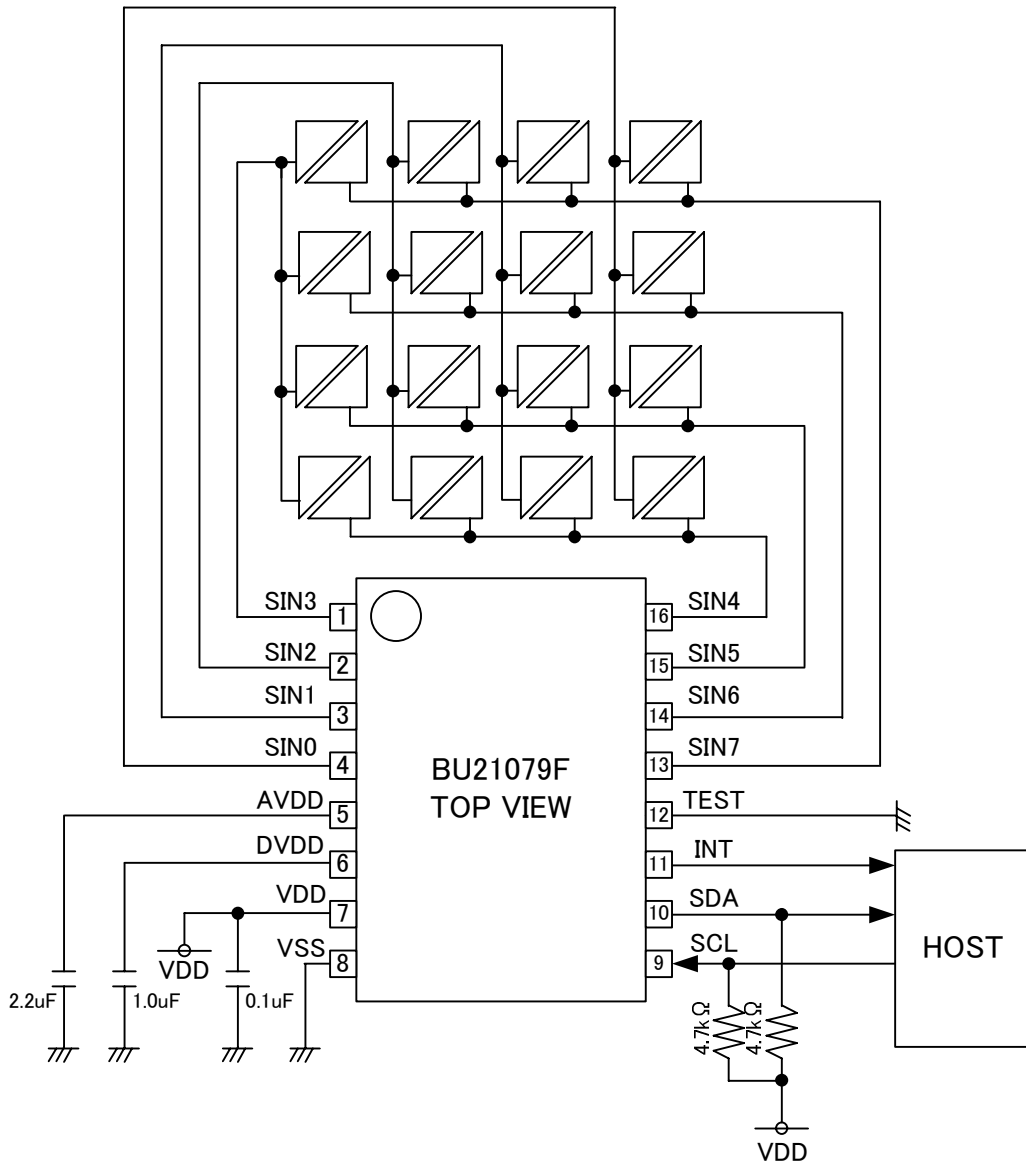 SIN3
1
SIN2
2
SIN1
3
SIN0
4
AVDD
5
DVDD
6
VDD
7
VSS
8
BU21079F
TOP VIEW
16
SIN4
15
SIN5
14
SIN6
13
SIN7
12
TEST
11
INT
10
SDA
9
SCL
HOST
VDD
2.2uF
1.0uF
0.1uF
4.7kΩ
4.7kΩ
VDD